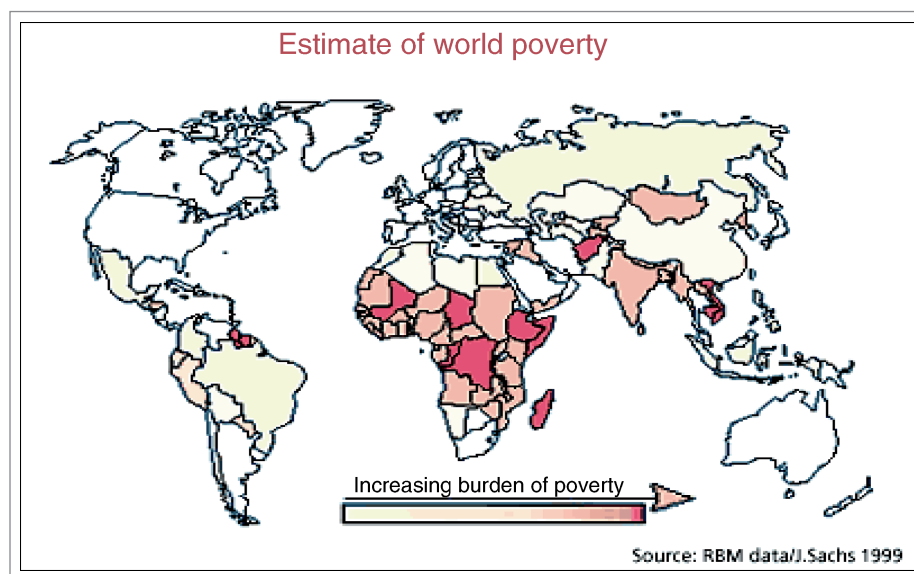 Estimate of world poverty
Increasing burden of poverty
Source: RBM data/J.Sachs 1999